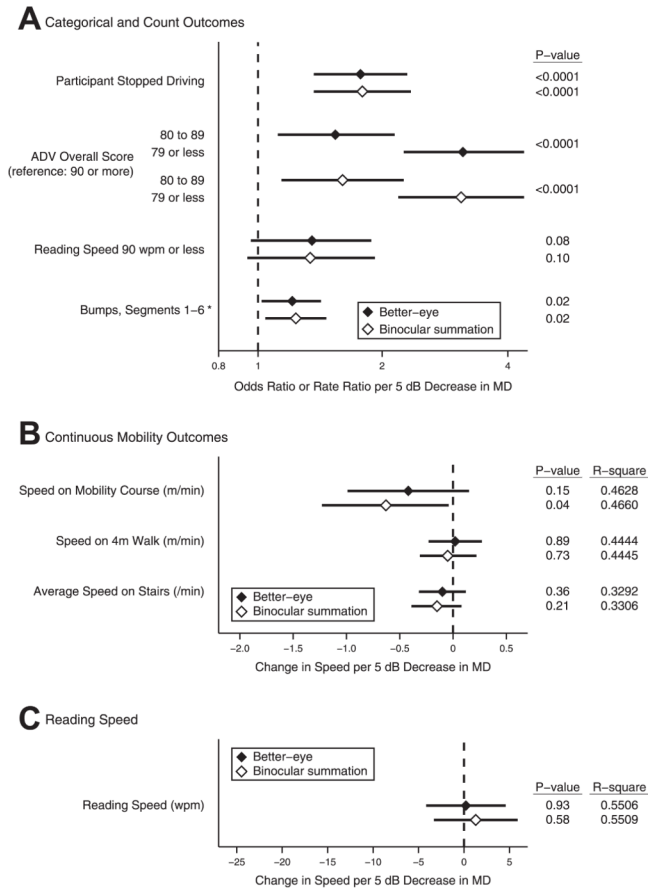 A Categorical and Count Outcomes
P−value
Participant Stopped Driving
<0.0001
<0.0001
ADV Overall Score
(reference: 90 or more)
80 to 89
79 or less
<0.0001
80 to 89
79 or less
<0.0001
Reading Speed 90 wpm or less
0.08
0.10
Bumps, Segments 1−6 *
0.02
0.02
Better−eye
Binocular summation
0.8 1 2 4
Odds Ratio or Rate Ratio per 5 dB Decrease in MD
B Continuous Mobility Outcomes
P−value R−square
Speed on Mobility Course (m/min) 0.15 0.4628
0.04 0.4660
Speed on 4m Walk (m/min) 0.89 0.4444
0.73 0.4445
Average Speed on Stairs (/min) 0.36 0.3292
0.21 0.3306
Better−eye
Binocular summation
−2.0 −1.5 −1.0 −0.5 0 0.5
Change in Speed per 5 dB Decrease in MD
C Reading Speed
Better−eye
Binocular summation
P−value R−square
Reading Speed (wpm) 0.93 0.5506
0.58 0.5509
−25 −20 −15 −10 −5 0 5
Change in Speed per 5 dB Decrease in MD